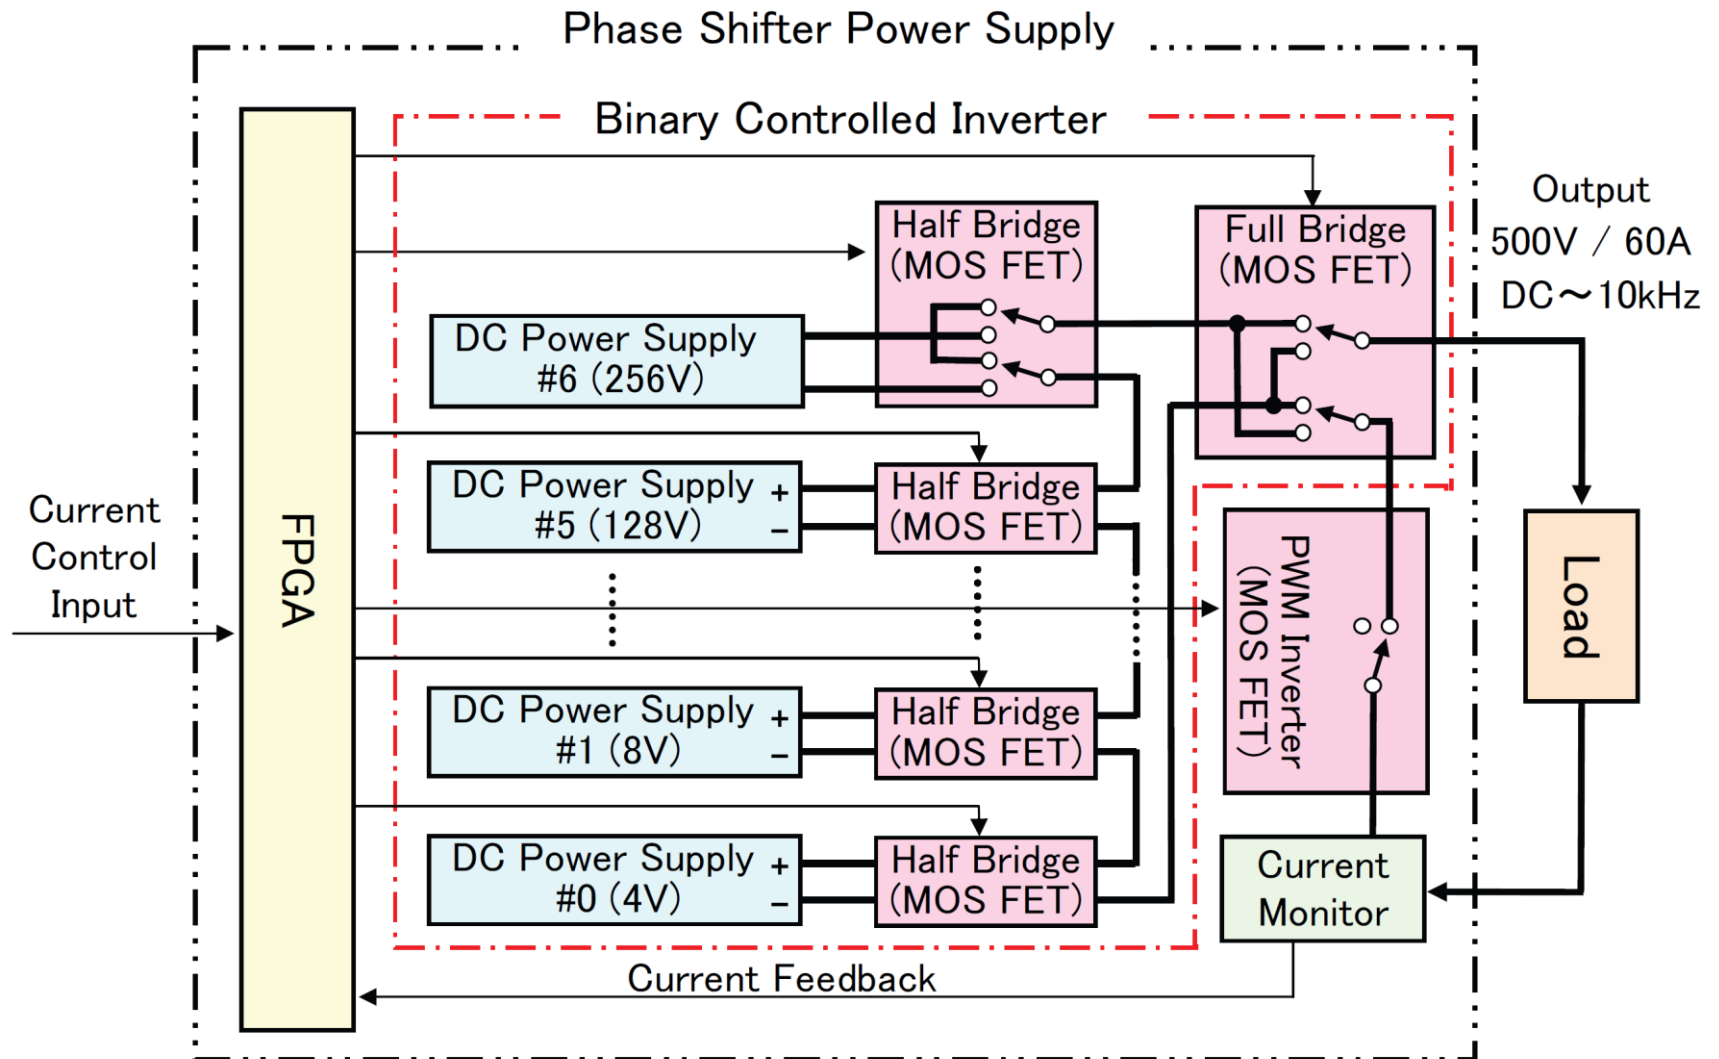 Phase Shifter Power Supply
Binary Controlled Inverter
Half Bridge
(MOS FET)
Full Bridge
(MOS FET)
Output
500V / 60A
DC～10kHz
DC Power Supply
#6 (256V)
DC Power Supply +
#5 (128V) −
Half Bridge
(MOS FET)
Current
Control
Input
FPGA
PWM Inverter
(MOS FET)
Load
DC Power Supply +
#1 (8V) −
Half Bridge
(MOS FET)
DC Power Supply +
#0 (4V) −
Half Bridge
(MOS FET)
Current
Monitor
Current Feedback